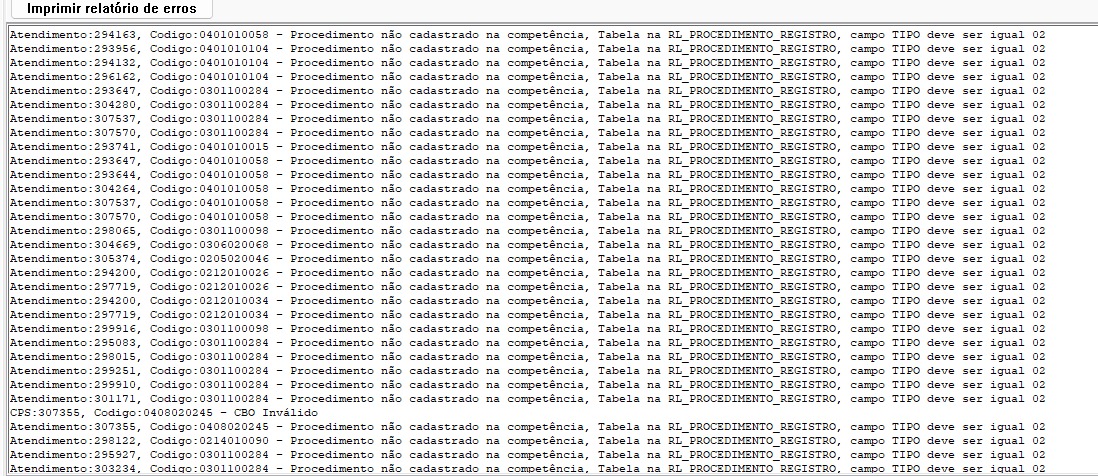 Imprimir relatório de erros
Atendimento:294163, Codigo:0401010058 - Procedimento não cadastrado na competência, Tabela na RL_PROCEDIMENTO_REGISTRO, campo TIPO deve ser igual 02
Atendimento:293956, Codigo:0401010104 - Procedimento não cadastrado na competência, Tabela na RL_PROCEDIMENTO_REGISTRO, campo TIPO deve ser igual 02
Atendimento:294132, Codigo:0401010104 - Procedimento não cadastrado na competência, Tabela na RL_PROCEDIMENTO_REGISTRO, campo TIPO deve ser igual 02
Atendimento:296162, Codigo:0401010104 - Procedimento não cadastrado na competência, Tabela na RL_PROCEDIMENTO_REGISTRO, campo TIPO deve ser igual 02
Atendimento:293647, Codigo:0301100284 - Procedimento não cadastrado na competência, Tabela na RL_PROCEDIMENTO_REGISTRO, campo TIPO deve ser igual 02
Atendimento:304280, Codigo:0301100284 - Procedimento não cadastrado na competência, Tabela na RL_PROCEDIMENTO_REGISTRO, campo TIPO deve ser igual 02
Atendimento:307537, Codigo:0301100284 - Procedimento não cadastrado na competência, Tabela na RL_PROCEDIMENTO_REGISTRO, campo TIPO deve ser igual 02
Atendimento:307570, Codigo:0301100284 - Procedimento não cadastrado na competência, Tabela na RL_PROCEDIMENTO_REGISTRO, campo TIPO deve ser igual 02
Atendimento:293741, Codigo:0401010015 - Procedimento não cadastrado na competência, Tabela na RL_PROCEDIMENTO_REGISTRO, campo TIPO deve ser igual 02
Atendimento:293647, Codigo:0401010058 - Procedimento não cadastrado na competência, Tabela na RL_PROCEDIMENTO_REGISTRO, campo TIPO deve ser igual 02
Atendimento:293644, Codigo:0401010058 - Procedimento não cadastrado na competência, Tabela na RL_PROCEDIMENTO_REGISTRO, campo TIPO deve ser igual 02
Atendimento:304264, Codigo:0401010058 - Procedimento não cadastrado na competência, Tabela na RL_PROCEDIMENTO_REGISTRO, campo TIPO deve ser igual 02
Atendimento:307537, Codigo:0401010058 - Procedimento não cadastrado na competência, Tabela na RL_PROCEDIMENTO_REGISTRO, campo TIPO deve ser igual 02
Atendimento:307570, Codigo:0401010058 - Procedimento não cadastrado na competência, Tabela na RL_PROCEDIMENTO_REGISTRO, campo TIPO deve ser igual 02
Atendimento:298065, Codigo:0301100098 - Procedimento não cadastrado na competência, Tabela na RL_PROCEDIMENTO_REGISTRO, campo TIPO deve ser igual 02
Atendimento:304669, Codigo:0306020068 - Procedimento não cadastrado na competência, Tabela na RL_PROCEDIMENTO_REGISTRO, campo TIPO deve ser igual 02
Atendimento:305374, Codigo:0205020046 - Procedimento não cadastrado na competência, Tabela na RL_PROCEDIMENTO_REGISTRO, campo TIPO deve ser igual 02
Atendimento:294200, Codigo:0212010026 - Procedimento não cadastrado na competência, Tabela na RL_PROCEDIMENTO_REGISTRO, campo TIPO deve ser igual 02
Atendimento:297719, Codigo:0212010026 - Procedimento não cadastrado na competência, Tabela na RL_PROCEDIMENTO_REGISTRO, campo TIPO deve ser igual 02
Atendimento:294200, Codigo:0212010034 - Procedimento não cadastrado na competência, Tabela na RL_PROCEDIMENTO_REGISTRO, campo TIPO deve ser igual 02
Atendimento:297719, Codigo:0212010034 - Procedimento não cadastrado na competência, Tabela na RL_PROCEDIMENTO_REGISTRO, campo TIPO deve ser igual 02
Atendimento:299916, Codigo:0301100098 - Procedimento não cadastrado na competência, Tabela na RL_PROCEDIMENTO_REGISTRO, campo TIPO deve ser igual 02
Atendimento:295083, Codigo:0301100284 - Procedimento não cadastrado na competência, Tabela na RL_PROCEDIMENTO_REGISTRO, campo TIPO deve ser igual 02
Atendimento:298015, Codigo:0301100284 - Procedimento não cadastrado na competência, Tabela na RL_PROCEDIMENTO_REGISTRO, campo TIPO deve ser igual 02
Atendimento:299251, Codigo:0301100284 - Procedimento não cadastrado na competência, Tabela na RL_PROCEDIMENTO_REGISTRO, campo TIPO deve ser igual 02
Atendimento:299910, Codigo:0301100284 - Procedimento não cadastrado na competência, Tabela na RL_PROCEDIMENTO_REGISTRO, campo TIPO deve ser igual 02
Atendimento:301171, Codigo:0301100284 - Procedimento não cadastrado na competência, Tabela na RL_PROCEDIMENTO_REGISTRO, campo TIPO deve ser igual 02
CPS:307355, Codigo:0408020245 - CBO Inválido
Atendimento:307355, Codigo:0408020245 - Procedimento não cadastrado na competência, Tabela na RL_PROCEDIMENTO_REGISTRO, campo TIPO deve ser igual 02
Atendimento:298122, Codigo:0214010090 - Procedimento não cadastrado na competência, Tabela na RL_PROCEDIMENTO_REGISTRO, campo TIPO deve ser igual 02
Atendimento:295927, Codigo:0301100284 - Procedimento não cadastrado na competência, Tabela na RL_PROCEDIMENTO_REGISTRO, campo TIPO deve ser igual 02
Atendimento:303234, Codigo:0301100284 - Procedimento não cadastrado na competência, Tabela na RL_PROCEDIMENTO_REGISTRO, campo TIPO deve ser igual 02